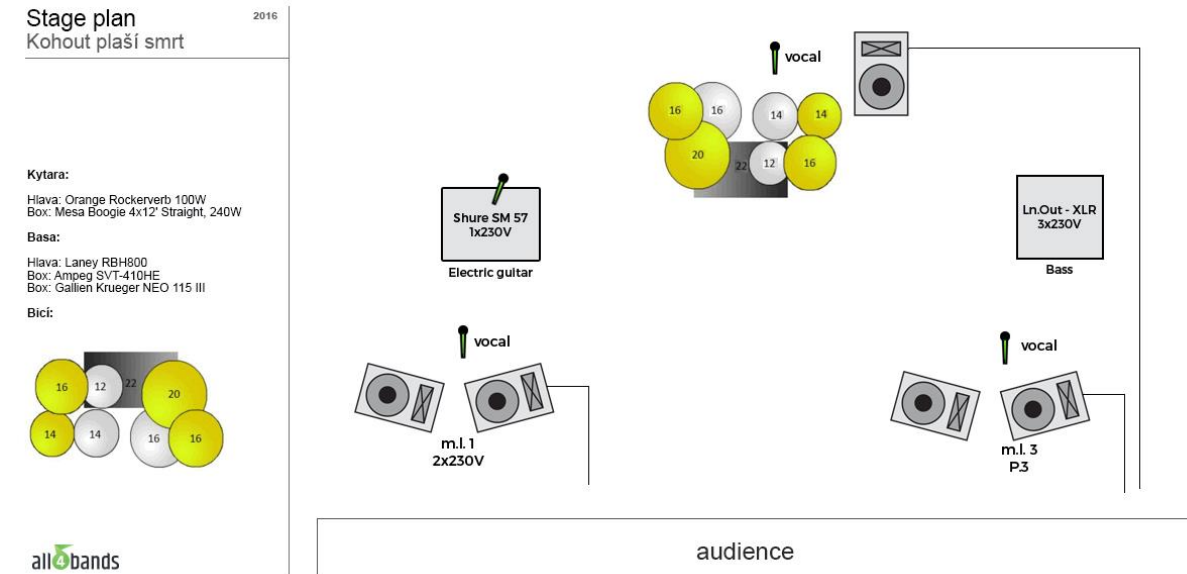 Stage plan
2016
Kohout plaší smrt
Kytara:
Hlava: Orange Rockerverb 100W
Box: Mesa Boogie 4x12' Straight, 240W
Basa:
Hlava: Laney RBH800
Box: Ampeg SVT-410HE
Box: Gallien Krueger NEO 115 III
Bicí:
16
12
22
20
14
14
16
16
all4bands
vocal
16
16
14
14
20
22
12
16
Shure SM 57
1x230V
Electric guitar
Ln.Out - XLR
3x230V
Bass
vocal
m.l. 1
2x230V
vocal
m.l. 3
P.3
audience